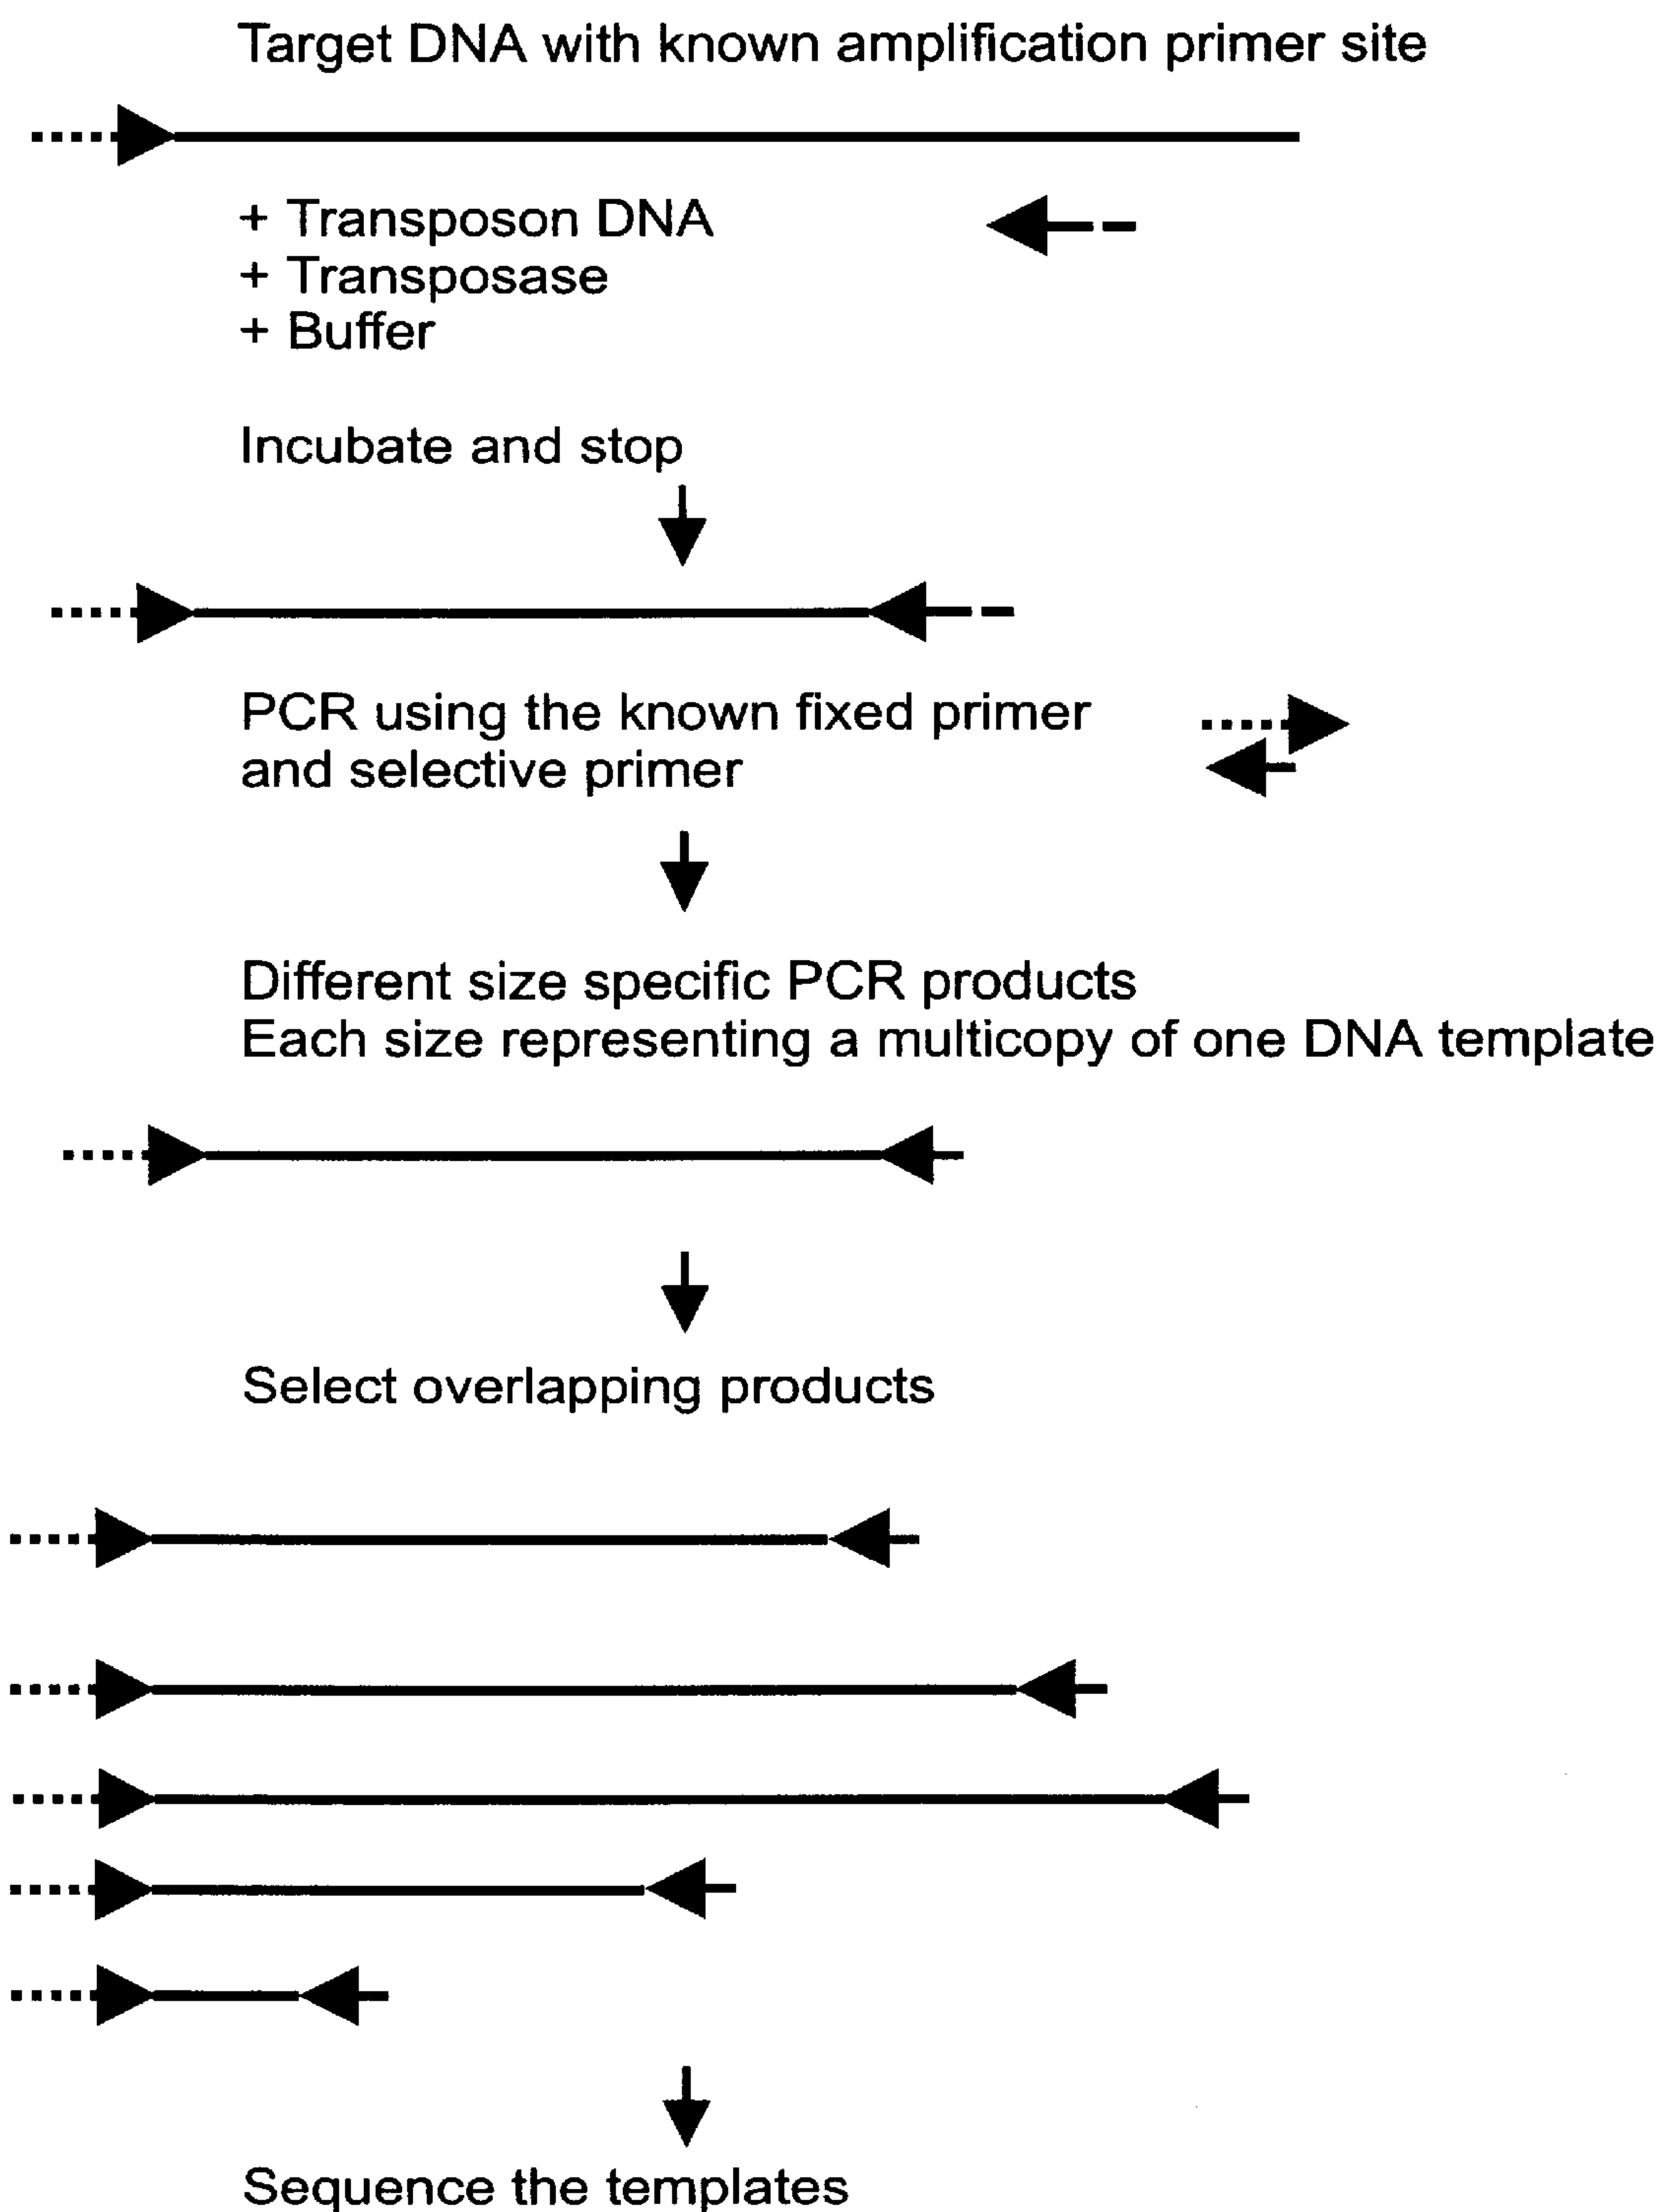 Target DNA with known amplification primer site
+ Transposon DNA
+ Transposase
+ Buffer
Incubate and stop
PCR using the known fixed primer
and selective primer
Different size specific PCR products
Each size representing a multicopy of one DNA template
Select overlapping products
Sequence the templates